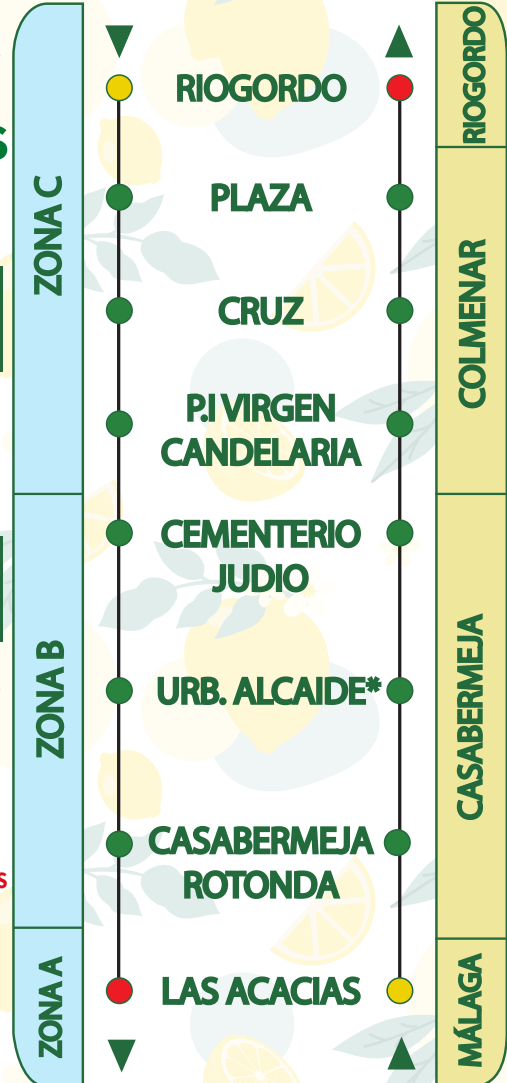 ZONA C
ZONA B
ZONA A
RIOGORDO
PLAZA
CRUZ
P.I VIRGEN
CANDELARIA
CEMENTERIO
JUDIO
URB. ALCAIDE*
CASABERMEJA
ROTONDA
LAS ACACIAS
RIOGORDO
COLMENAR
CASABERMEJA
MÁLAGA
S
S